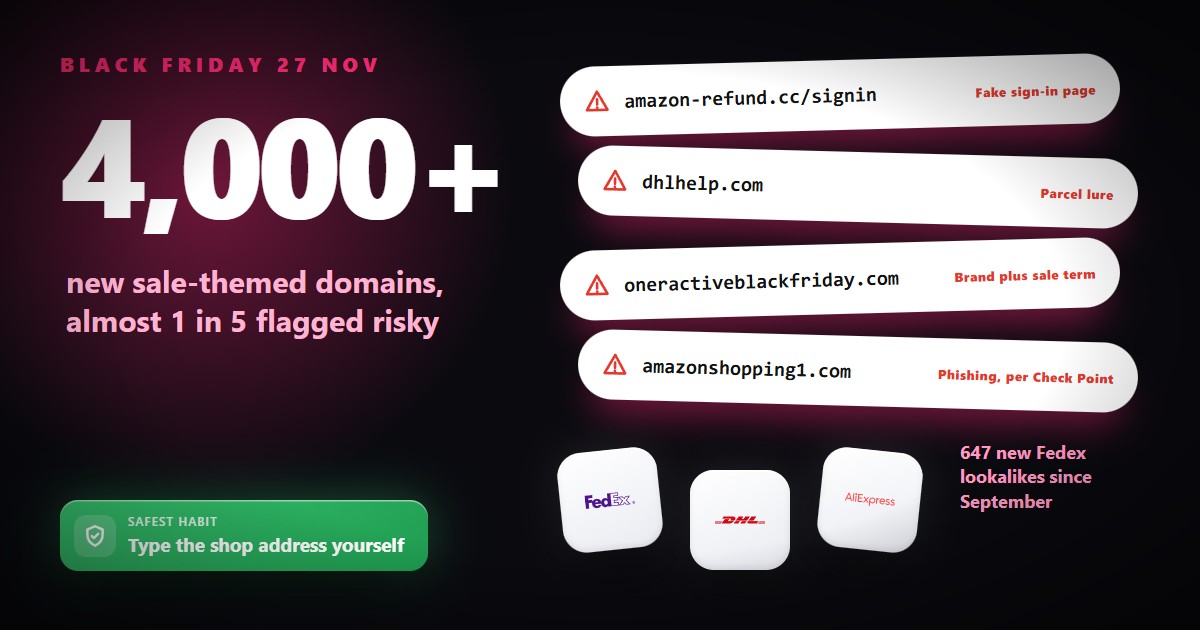 BLACK FRIDAY 27 NOV
4,000+
new sale-themed domains,
almost 1 in 5 flagged risky
SAFEST HABIT
Type the shop address yourself
amazon-refund.cc/signin
Fake sign-in page
dhlhelp.com
Parcel lure
oneractiveblackfriday.com
Brand plus sale term
amazonshopping1.com
Phishing, per Check Point
FedEx.
DHL
AliExpress
647 new Fedex
lookalikes since
September